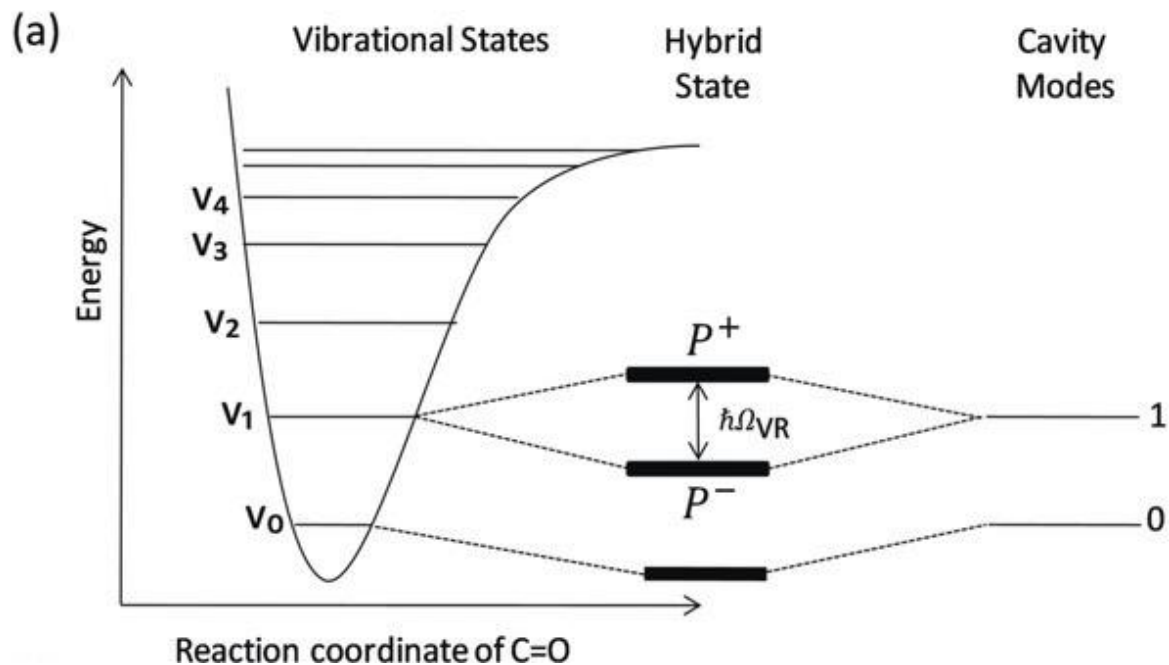 (a)
Vibrational States
Hybrid
State
Cavity
Modes
Energy
V₄
V₃
V₂
V₁
V₀
P⁺
ℏΩVR
P⁻
1
0
Reaction coordinate of C=O